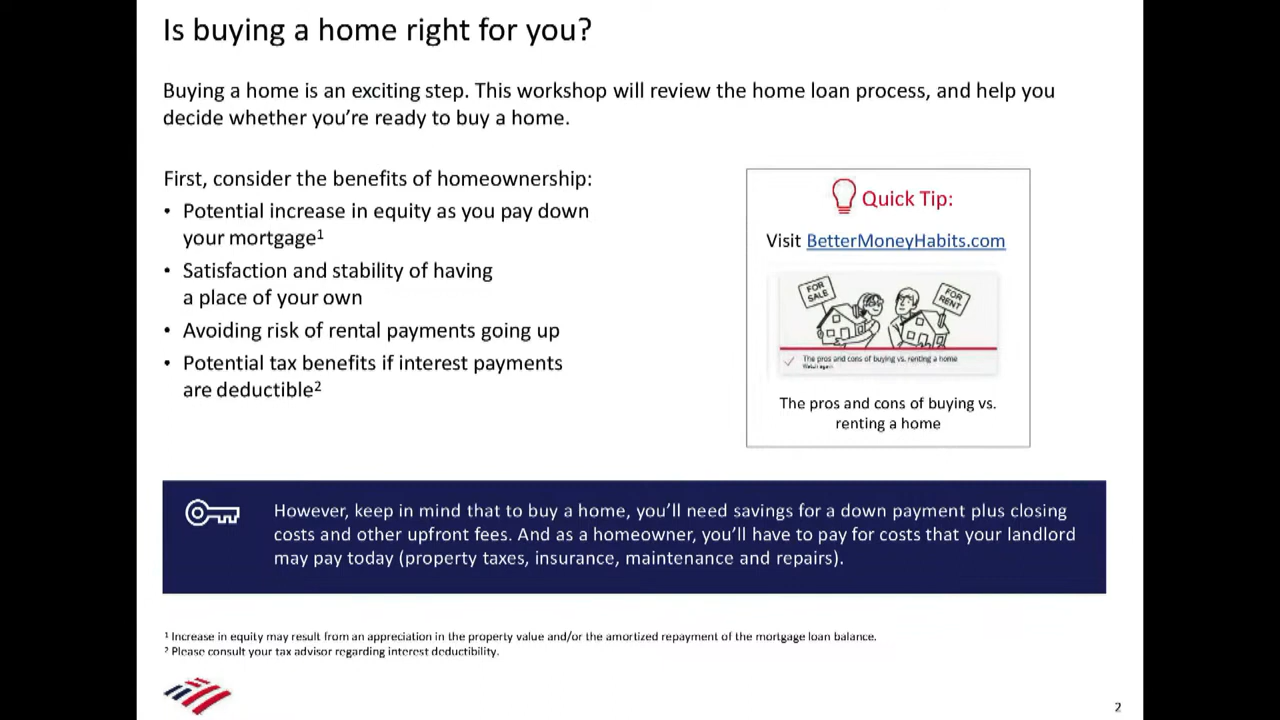 Is buying a home right for you?
Buying a home is an exciting step. This workshop will review the home loan process, and help you
decide whether you’re ready to buy a home.
First, consider the benefits of homeownership:
• Potential increase in equity as you pay down
your mortgage¹
• Satisfaction and stability of having
a place of your own
• Avoiding risk of rental payments going up
• Potential tax benefits if interest payments
are deductible²
Quick Tip:
Visit BetterMoneyHabits.com
FOR
SALE
FOR
RENT
The pros and cons of buying vs. renting a home
Watch again
The pros and cons of buying vs.
renting a home
However, keep in mind that to buy a home, you’ll need savings for a down payment plus closing
costs and other upfront fees. And as a homeowner, you’ll have to pay for costs that your landlord
may pay today (property taxes, insurance, maintenance and repairs).
¹ Increase in equity may result from an appreciation in the property value and/or the amortized repayment of the mortgage loan balance.
² Please consult your tax advisor regarding interest deductibility.
2